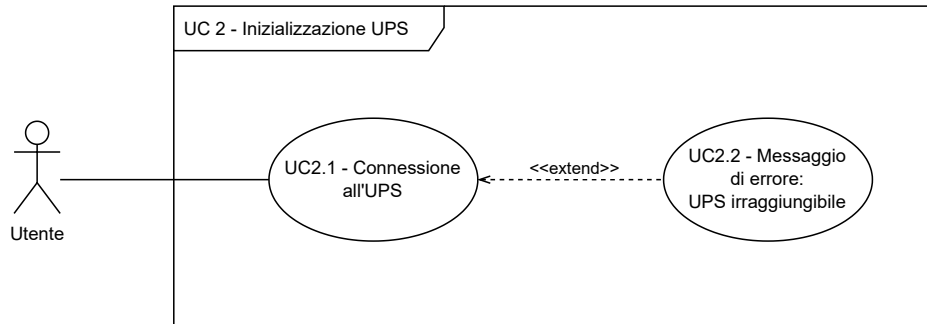 UC 2 - Inizializzazione UPS
UC2.1 - Connessione
all'UPS
<<extend>>
UC2.2 - Messaggio
di errore:
UPS irraggiungibile
Utente